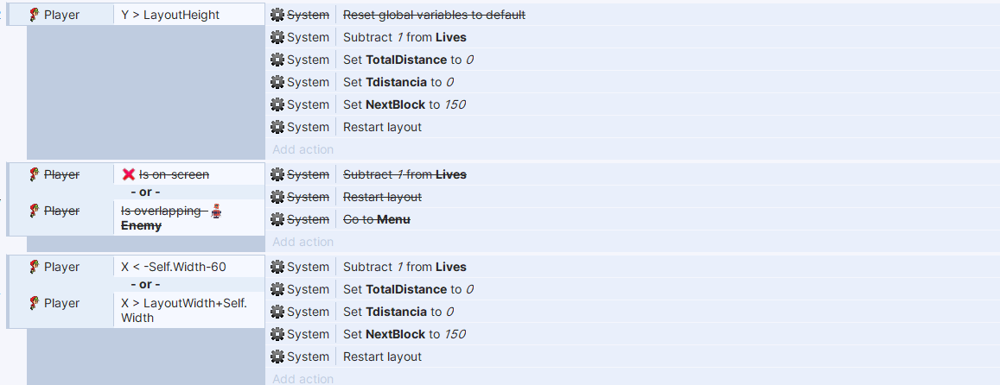 Player Y > LayoutHeight System Reset global variables to default
System Subtract 1 from Lives
System Set TotalDistance to 0
System Set Tdistancia to 0
System Set NextBlock to 150
System Restart layout
Add action
Player Is on-screen System Subtract 1 from Lives
- or - System Restart layout
Player Is overlapping Enemy System Go to Menu
Add action
Player X < -Self.Width-60 System Subtract 1 from Lives
- or - System Set TotalDistance to 0
Player X > LayoutWidth+Self.Width System Set Tdistancia to 0
System Set NextBlock to 150
System Restart layout
Add action